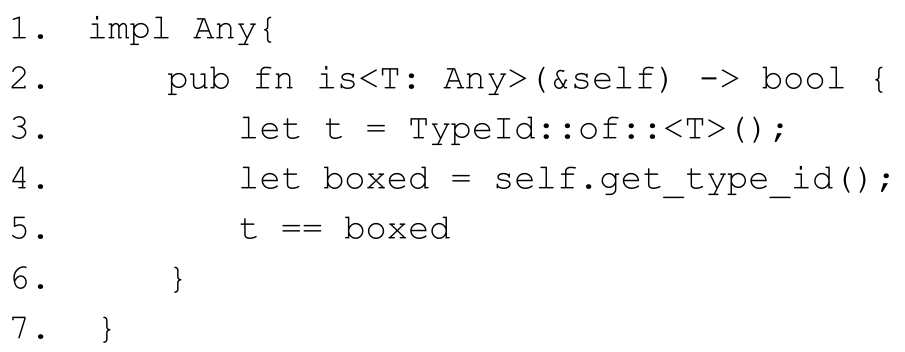 1. impl Any{
2. pub fn is<T: Any>(&self) -> bool {
3. let t = TypeId::of::<T>();
4. let boxed = self.get_type_id();
5. t == boxed
6. }
7. }